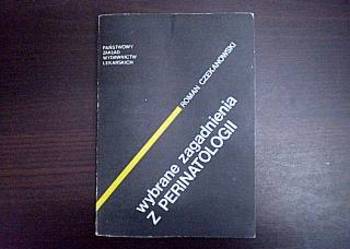 PAŃSTWOWY
ZAKŁAD
WYDAWNICTW
LEKARSKICH
ROMAN CZEKANOWSKI
wybrane zagadnienia
Z PERINATOLOGII